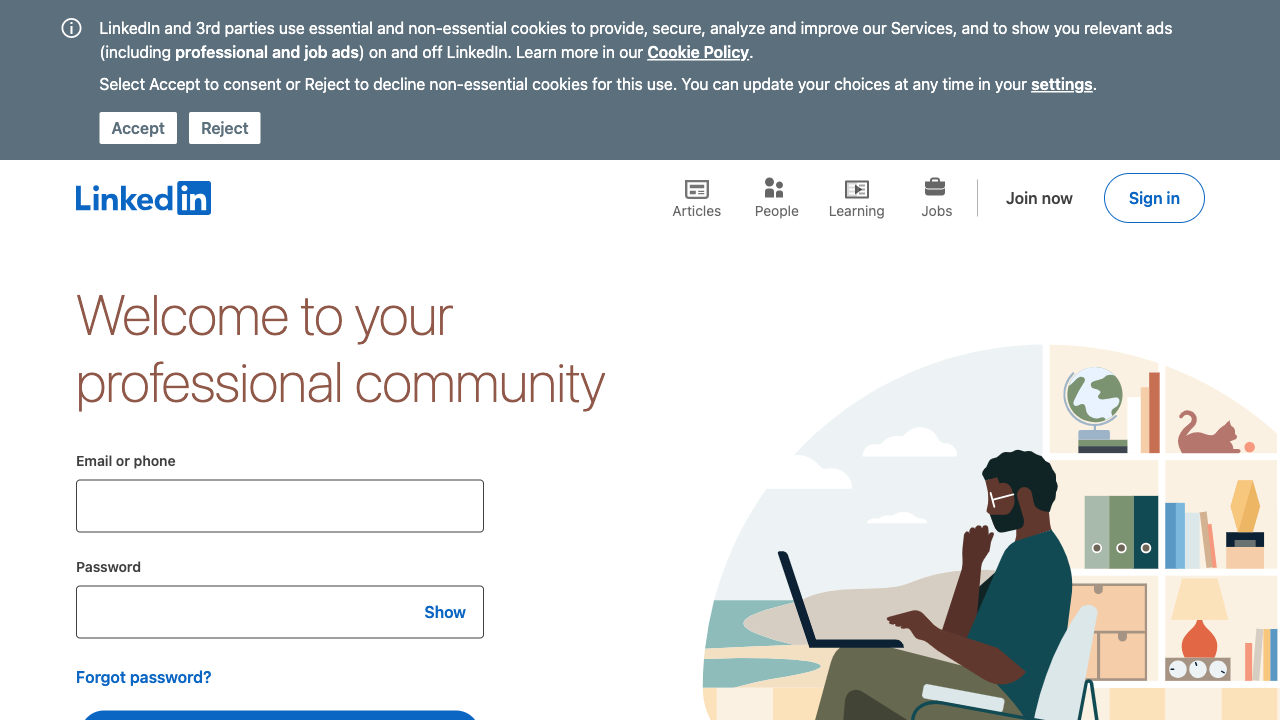 LinkedIn and 3rd parties use essential and non-essential cookies to provide, secure, analyze and improve our Services, and to show you relevant ads
(including professional and job ads) on and off LinkedIn. Learn more in our Cookie Policy.
Select Accept to consent or Reject to decline non-essential cookies for this use. You can update your choices at any time in your settings.
Accept Reject
LinkedIn
Articles People Learning Jobs Join now Sign in
Welcome to your
professional community
Email or phone
Password
Show
Forgot password?